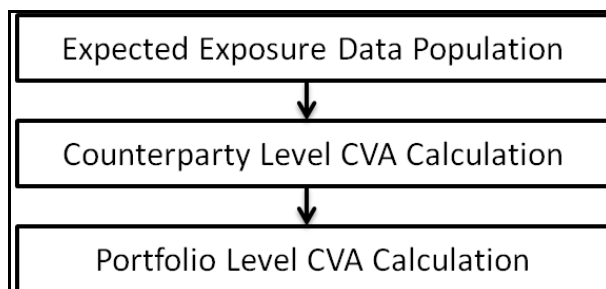 Expected Exposure Data Population
Counterparty Level CVA Calculation
Portfolio Level CVA Calculation